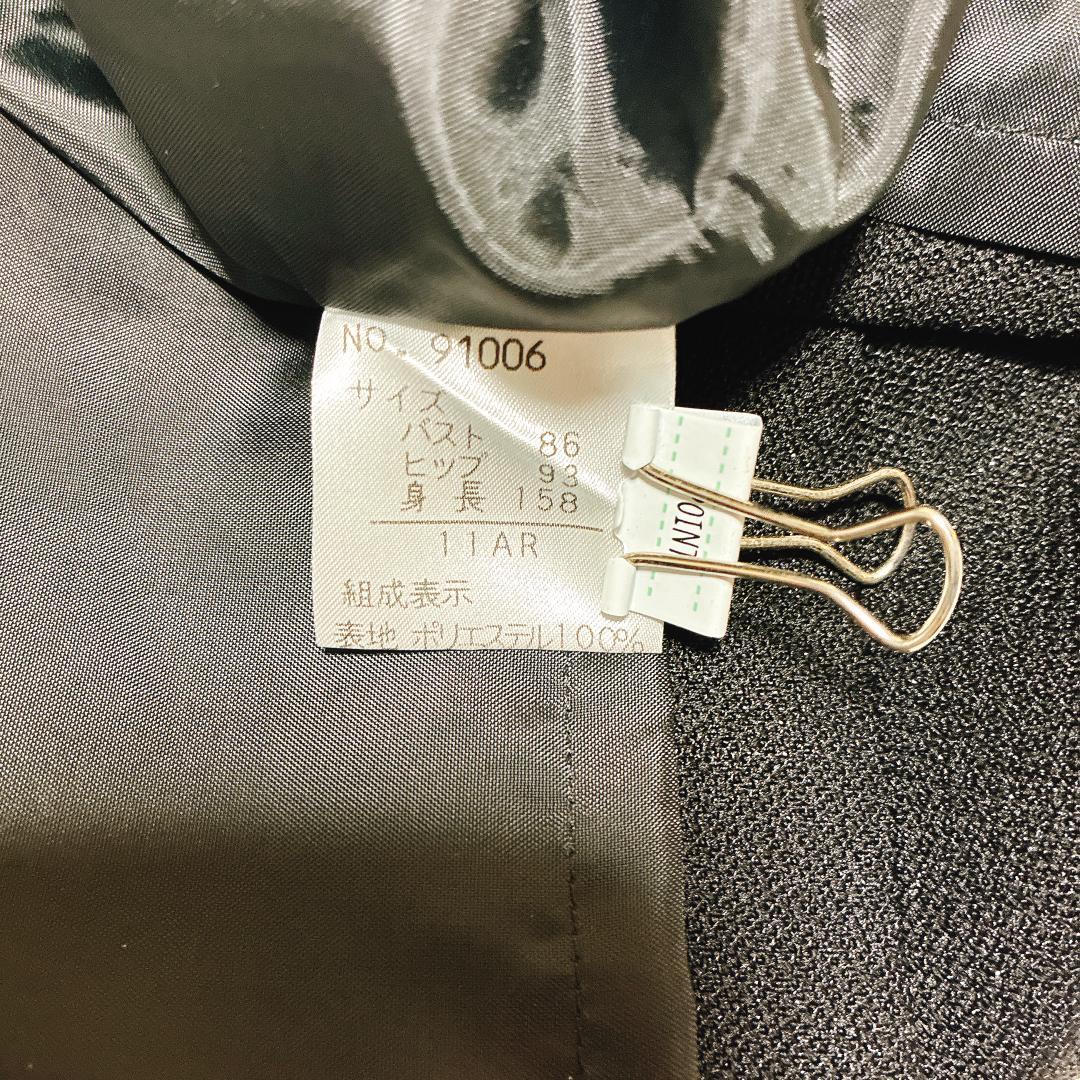 NO. 91006
サイズ
バスト 86
ヒップ 93
身長 158
11AR
組成表示
表地 ポリエステル100%